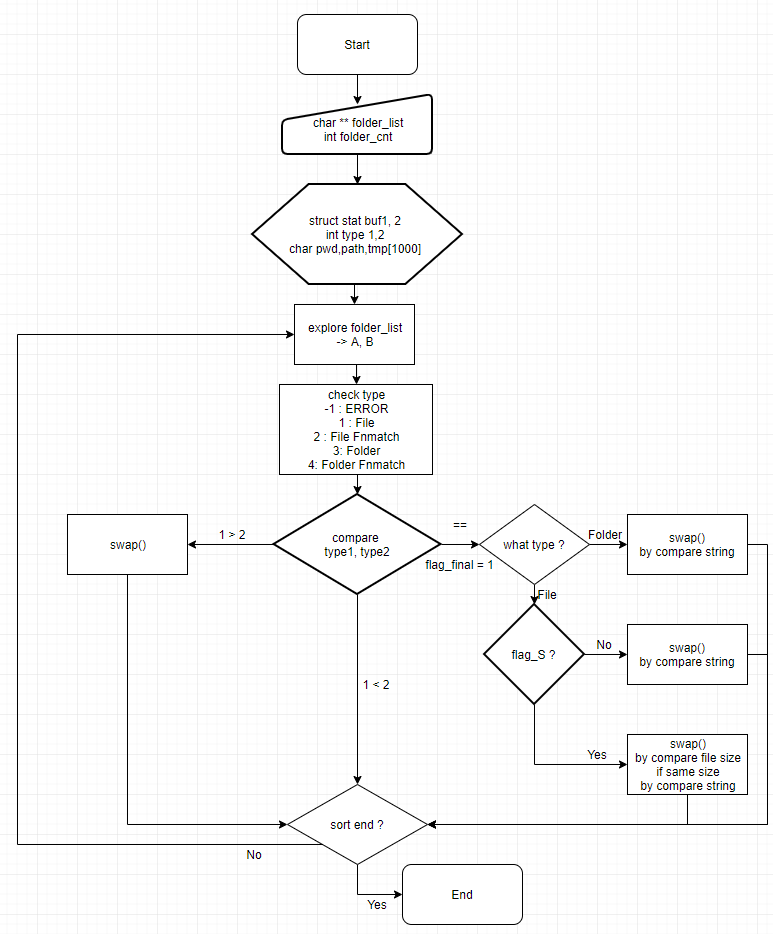 Start
char ** folder_list
int folder_cnt
struct stat buf1, 2
int type 1,2
char pwd,path,tmp[1000]
explore folder_list
-> A, B
check type
-1 : ERROR
1 : File
2 : File Fnmatch
3: Folder
4: Folder Fnmatch
swap()
1 > 2
compare
type1, type2
==
flag_final = 1
what type ?
Folder
swap()
by compare string
File
flag_S ?
No
swap()
by compare string
1 < 2
Yes
swap()
by compare file size
if same size
by compare string
sort end ?
No
Yes
End